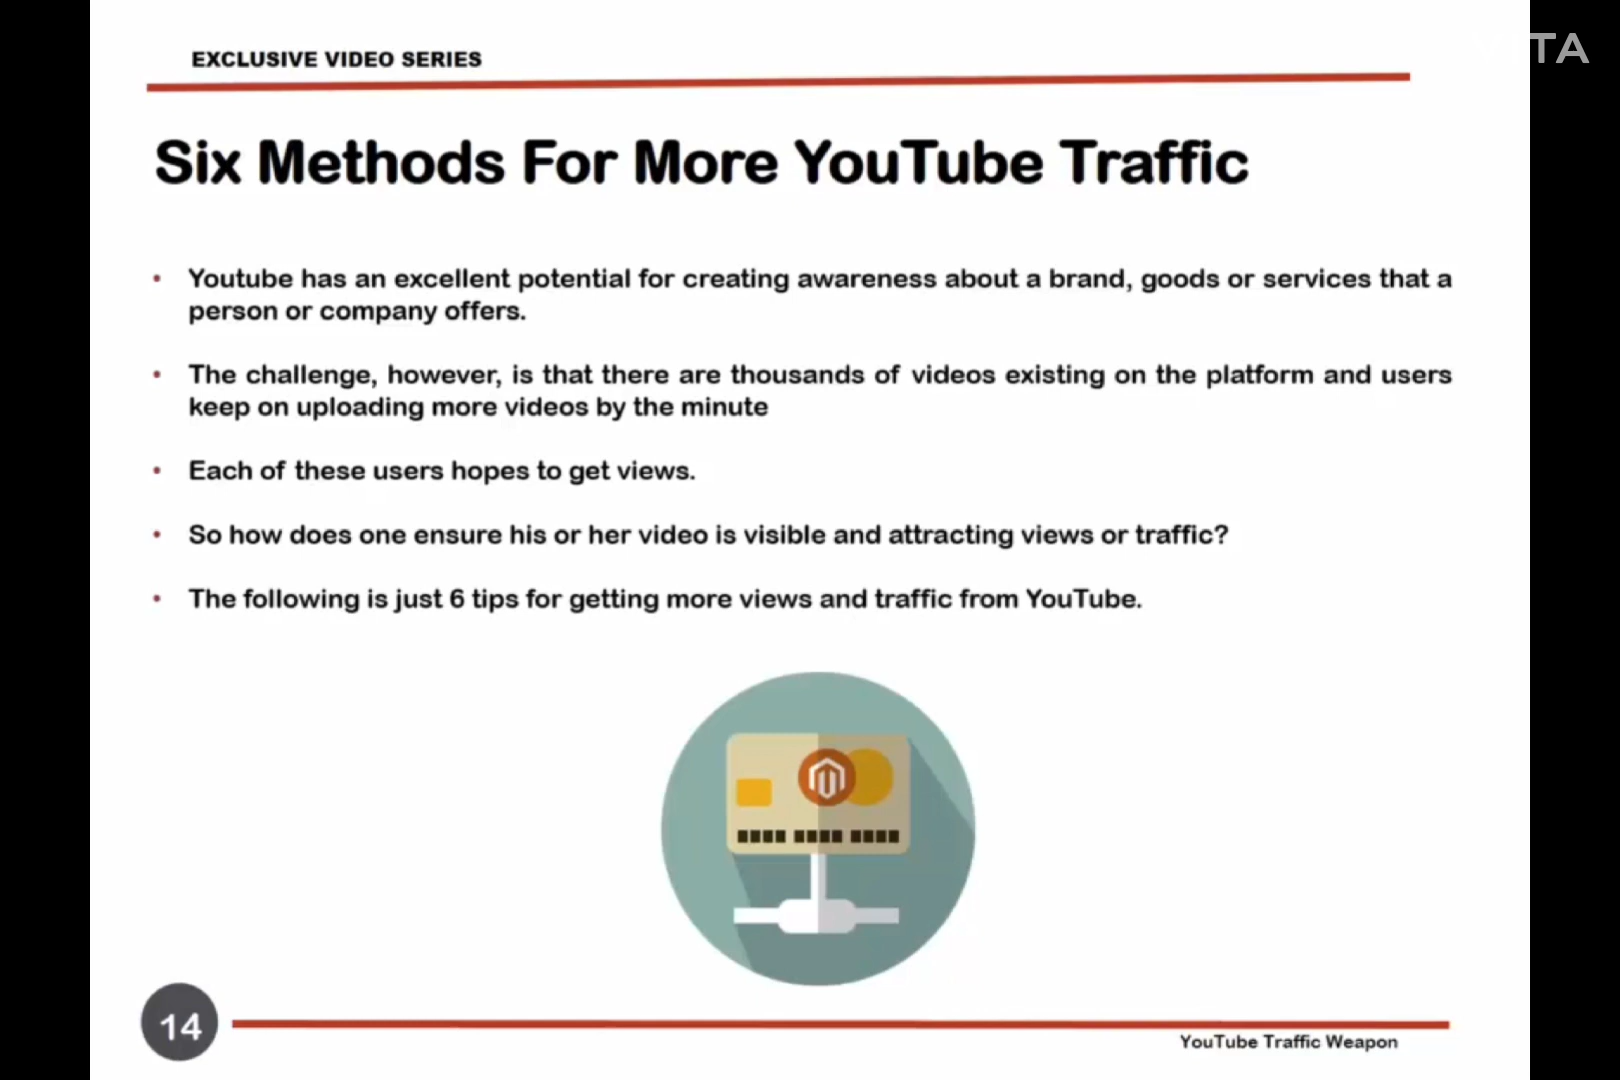 TA
EXCLUSIVE VIDEO SERIES
Six Methods For More YouTube Traffic
• Youtube has an excellent potential for creating awareness about a brand, goods or services that a
person or company offers.
• The challenge, however, is that there are thousands of videos existing on the platform and users
keep on uploading more videos by the minute
• Each of these users hopes to get views.
• So how does one ensure his or her video is visible and attracting views or traffic?
• The following is just 6 tips for getting more views and traffic from YouTube.
14
YouTube Traffic Weapon